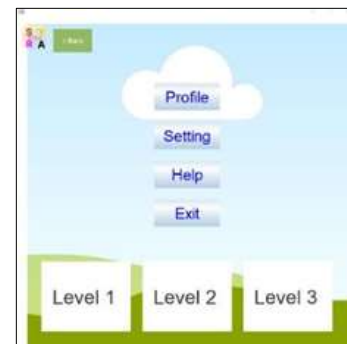 S T
R A
Profile
Setting
Help
Exit
Level 1 Level 2 Level 3